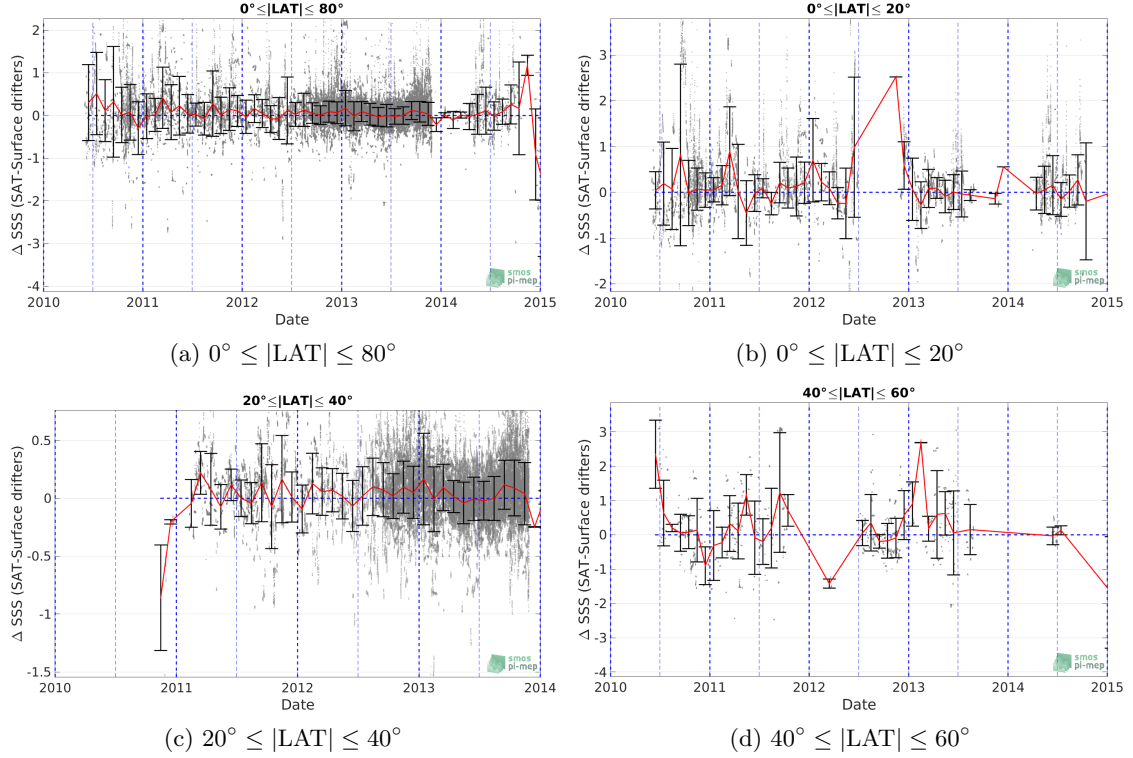 0°≤|LAT|≤ 80°
Δ SSS (SAT-Surface drifters)
2
1
0
-1
-2
-3
-4
2010
2011
2012
2013
2014
2015
Date
smos
pi-mep
(a) 0° ≤ |LAT| ≤ 80°
0°≤|LAT|≤ 20°
Δ SSS (SAT-Surface drifters)
3
2
1
0
-1
-2
2010
2011
2012
2013
2014
2015
Date
smos
pi-mep
(b) 0° ≤ |LAT| ≤ 20°
20°≤|LAT|≤ 40°
Δ SSS (SAT-Surface drifters)
0.5
0
-0.5
-1
-1.5
2010
2011
2012
2013
2014
Date
smos
pi-mep
(c) 20° ≤ |LAT| ≤ 40°
40°≤|LAT|≤ 60°
Δ SSS (SAT-Surface drifters)
3
2
1
0
-1
-2
-3
-4
2010
2011
2012
2013
2014
2015
Date
smos
pi-mep
(d) 40° ≤ |LAT| ≤ 60°